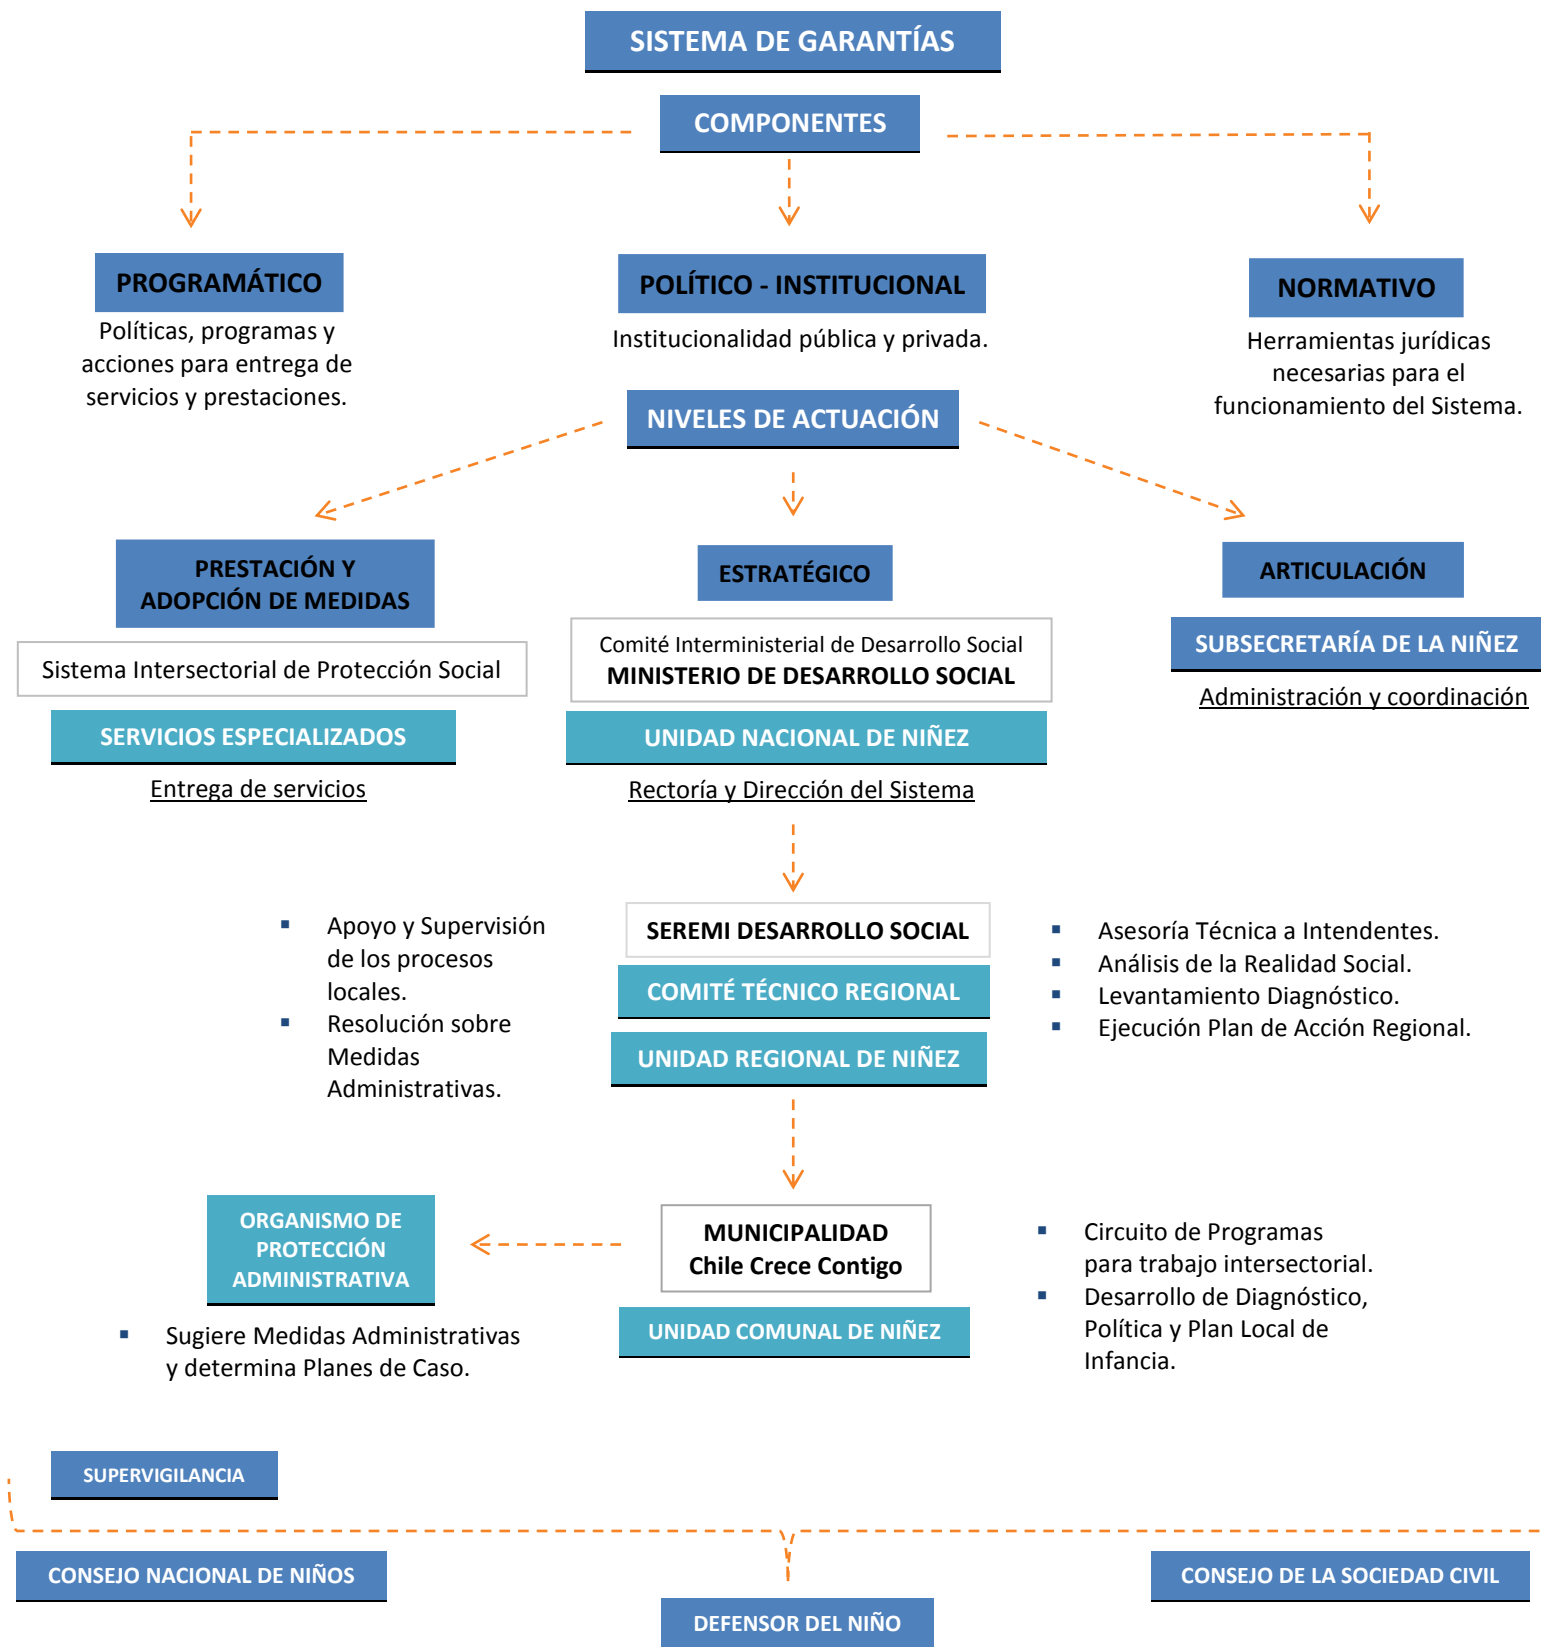 SISTEMA DE GARANTÍAS
COMPONENTES
PROGRAMÁTICO
Políticas, programas y
acciones para entrega de
servicios y prestaciones.
POLÍTICO - INSTITUCIONAL
Institucionalidad pública y privada.
NORMATIVO
Herramientas jurídicas
necesarias para el
funcionamiento del Sistema.
NIVELES DE ACTUACIÓN
PRESTACIÓN Y
ADOPCIÓN DE MEDIDAS
Sistema Intersectorial de Protección Social
SERVICIOS ESPECIALIZADOS
Entrega de servicios
ESTRATÉGICO
Comité Interministerial de Desarrollo Social
MINISTERIO DE DESARROLLO SOCIAL
UNIDAD NACIONAL DE NIÑEZ
Rectoría y Dirección del Sistema
ARTICULACIÓN
SUBSECRETARÍA DE LA NIÑEZ
Administración y coordinación
▪ Apoyo y Supervisión
de los procesos
locales.
▪ Resolución sobre
Medidas
Administrativas.
SEREMI DESARROLLO SOCIAL
COMITÉ TÉCNICO REGIONAL
UNIDAD REGIONAL DE NIÑEZ
▪ Asesoría Técnica a Intendentes.
▪ Análisis de la Realidad Social.
▪ Levantamiento Diagnóstico.
▪ Ejecución Plan de Acción Regional.
ORGANISMO DE
PROTECCIÓN
ADMINISTRATIVA
▪ Sugiere Medidas Administrativas
y determina Planes de Caso.
MUNICIPALIDAD
Chile Crece Contigo
UNIDAD COMUNAL DE NIÑEZ
▪ Circuito de Programas
para trabajo intersectorial.
▪ Desarrollo de Diagnóstico,
Política y Plan Local de
Infancia.
SUPERVIGILANCIA
CONSEJO NACIONAL DE NIÑOS
DEFENSOR DEL NIÑO
CONSEJO DE LA SOCIEDAD CIVIL